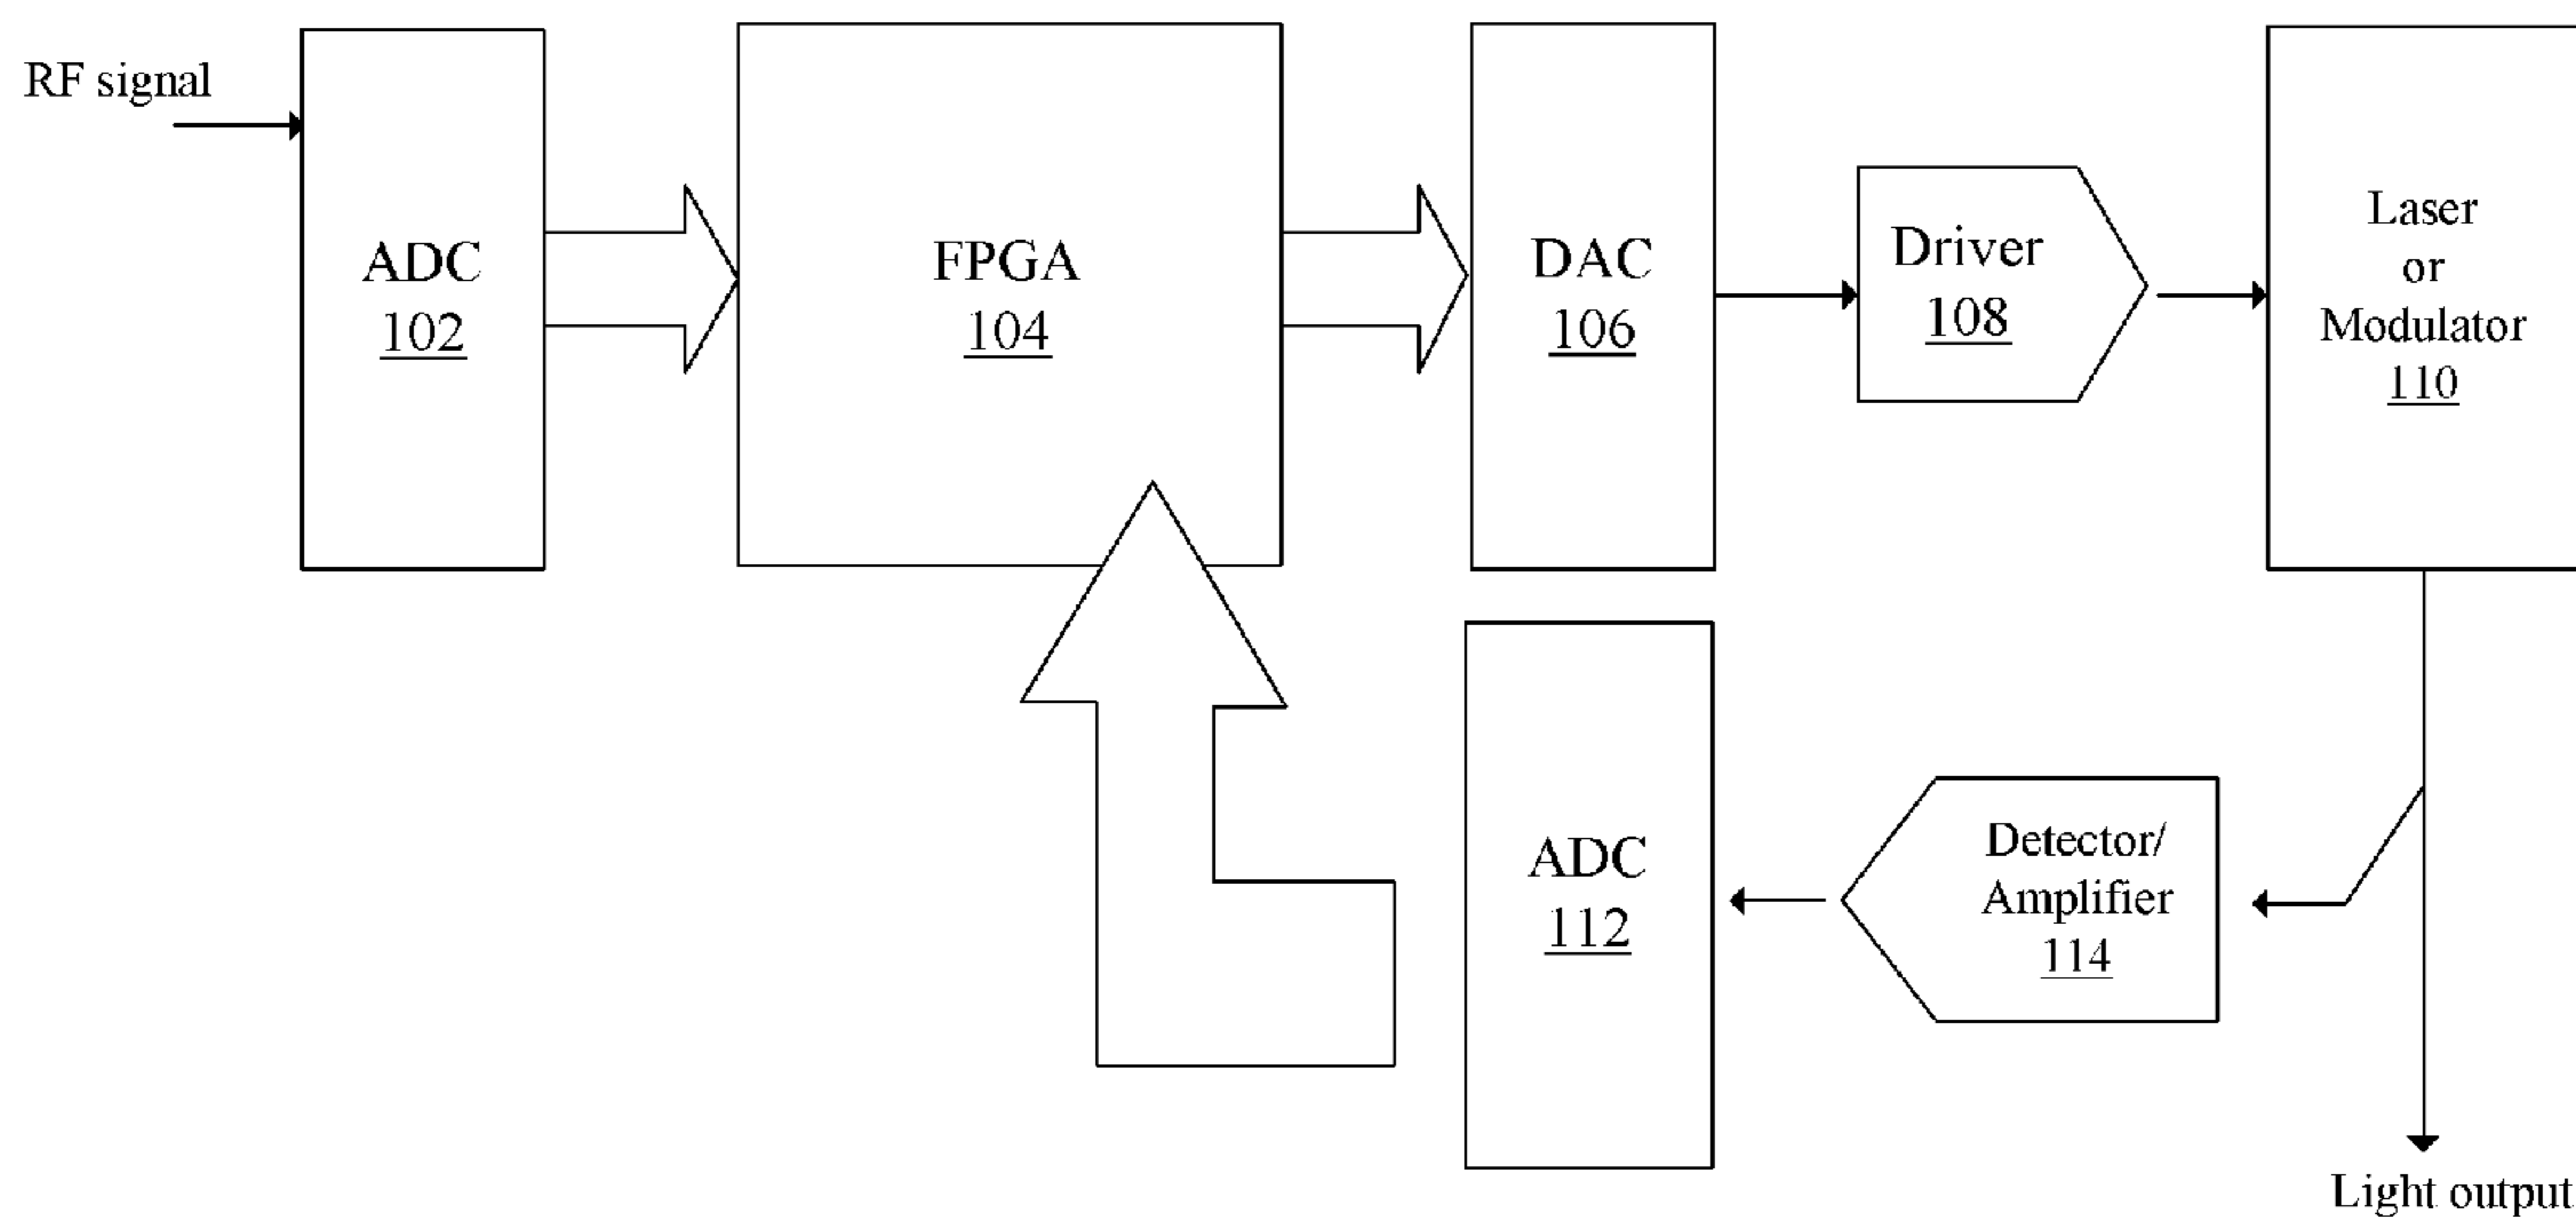 RF signal
ADC
102
FPGA
104
DAC
106
Driver
108
Laser
or
Modulator
110
ADC
112
Detector/
Amplifier
114
Light output